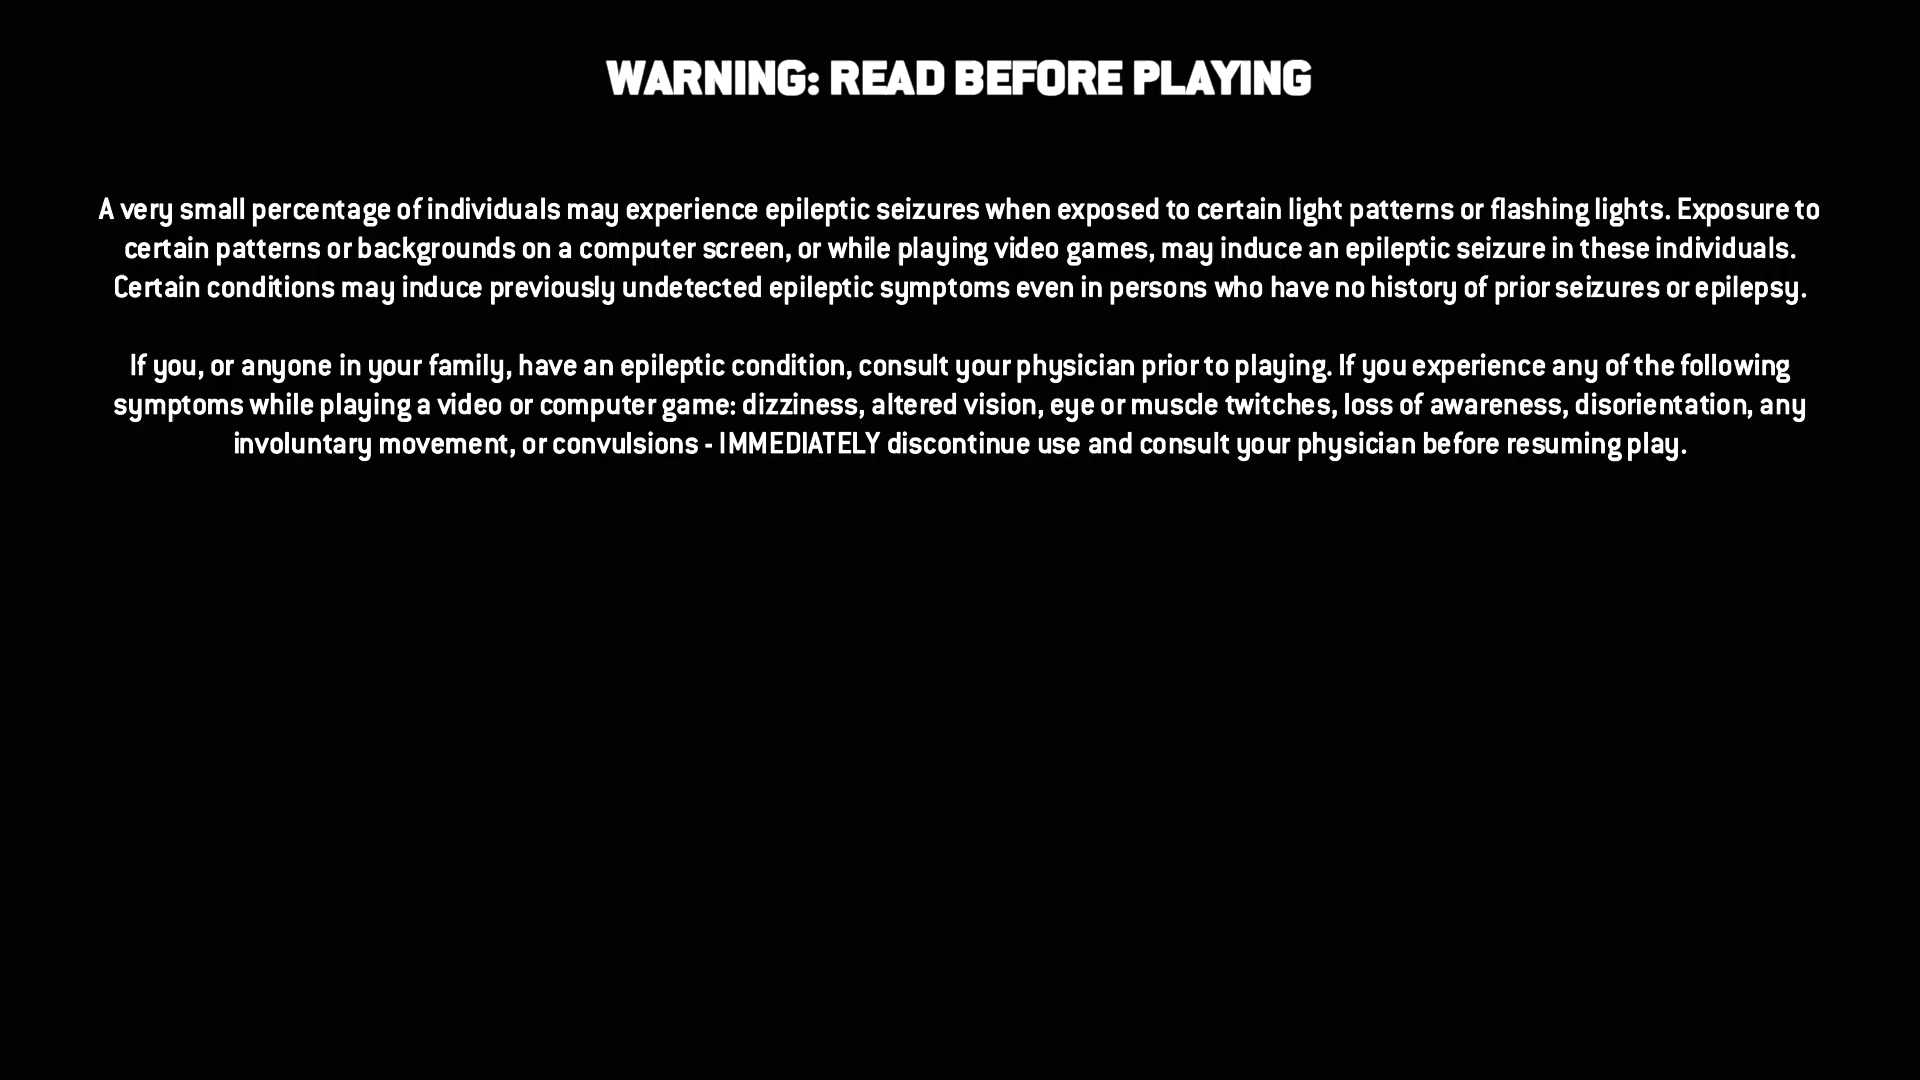 WARNING: READ BEFORE PLAYING
A very small percentage of individuals may experience epileptic seizures when exposed to certain light patterns or flashing lights. Exposure to
certain patterns or backgrounds on a computer screen, or while playing video games, may induce an epileptic seizure in these individuals.
Certain conditions may induce previously undetected epileptic symptoms even in persons who have no history of prior seizures or epilepsy.
If you, or anyone in your family, have an epileptic condition, consult your physician prior to playing. If you experience any of the following
symptoms while playing a video or computer game: dizziness, altered vision, eye or muscle twitches, loss of awareness, disorientation, any
involuntary movement, or convulsions - IMMEDIATELY discontinue use and consult your physician before resuming play.